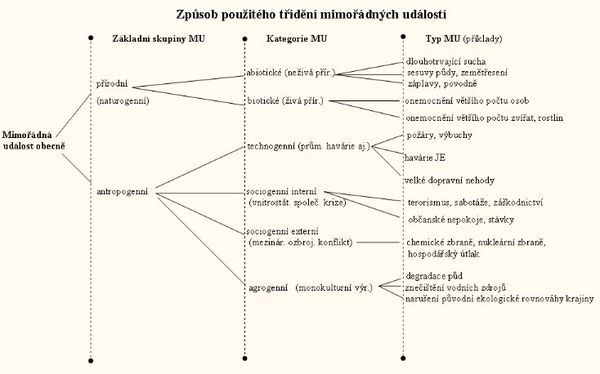 Způsob použitého třídění mimořádných událostí
Základní skupiny MU
Kategorie MU
Typ MU (příklady)
Mimořádná
událost obecně
přírodní
(naturogenní)
antropogenní
abiotické (neživá přír.)
biotické (živá přír.)
technogenní (prům. havárie aj.)
sociogenní interní
(vnitrostát. společ. krize)
sociogenní externí
(mezinár. ozbroj. konflikt)
agrogenní (monokulturní výr.)
dlouhotrvající sucha
sesuvy půdy, zemětřesení
záplavy, povodně
onemocnění většího počtu osob
onemocnění většího počtu zvířat, rostlin
požáry, výbuchy
havárie JE
velké dopravní nehody
terorismus, sabotáže, zářkodnictví
občanské nepokoje, stávky
chemické zbraně, nukleární zbraně,
hospodářský útlak
degradace půd
znečištění vodních zdrojů
narušení původní ekologické rovnováhy krajiny